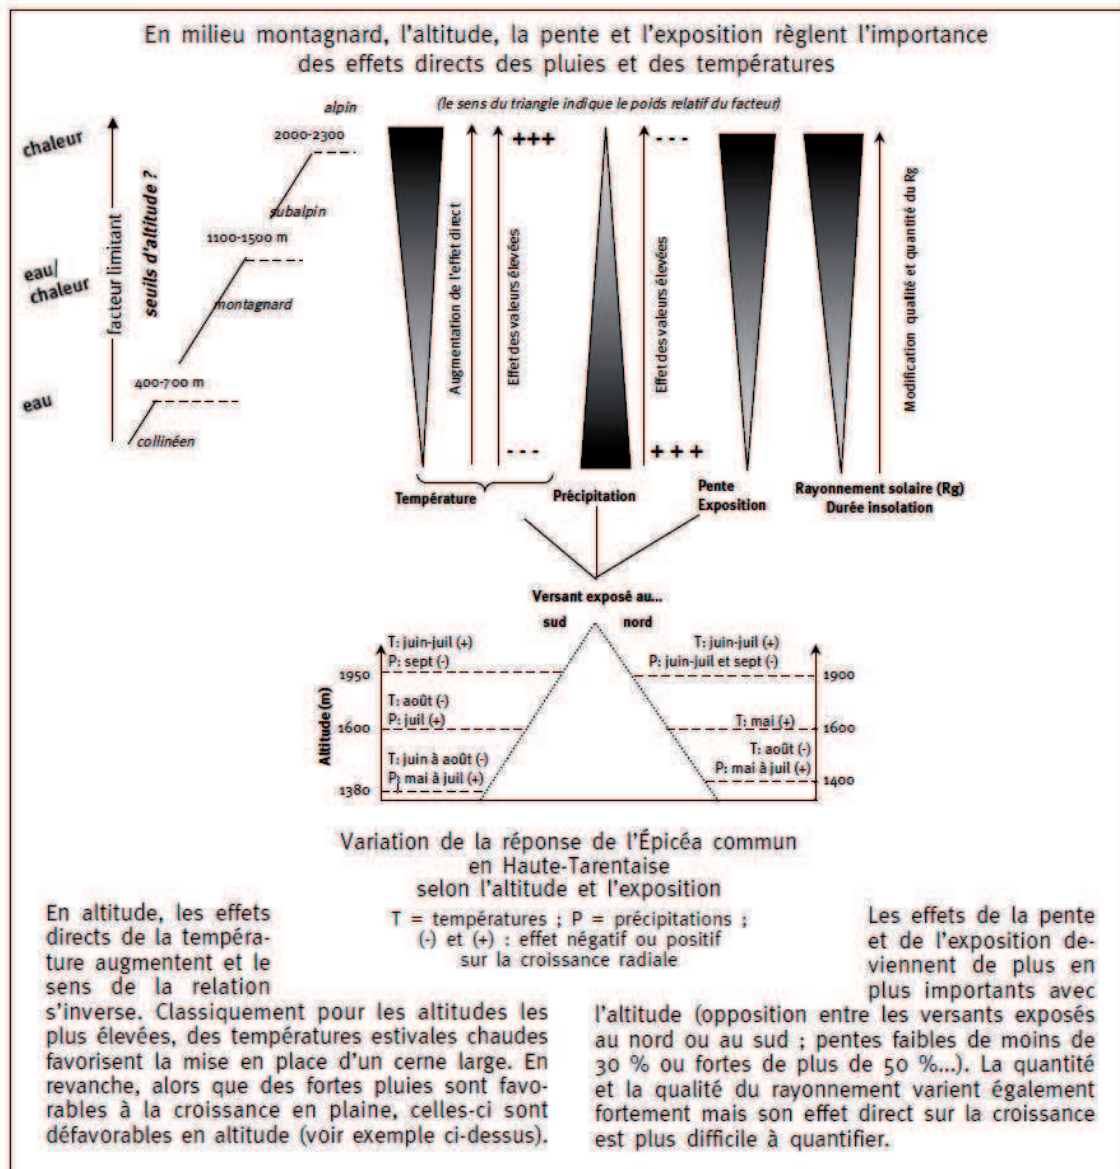 En milieu montagnard, l'altitude, la pente et l'exposition règlent l'importance
des effets directs des pluies et des températures
(le sens du triangle indique le poids relatif du facteur)
chaleur
eau/
chaleur
eau
facteur limitant
seuils d'altitude ?
alpin
2000-2300
subalpin
1100-1500 m
montagnard
400-700 m
collinéen
Augmentation de l'effet direct
Effet des valeurs élevées
+++
- - -
Effet des valeurs élevées
- - -
+ + +
Modification qualité et quantité du Rg
Température
Précipitation
Pente
Exposition
Rayonnement solaire (Rg)
Durée insolation
Versant exposé au...
sud
nord
Altitude (m)
T: juin-juil (+)
P: sept (-)
1950
T: août (-)
P: juil (+)
1600
T: juin à août (-)
P: mai à juil (+)
1380
T: juin-juil (+)
P: juin-juil et sept (-)
1900
T: mai (+)
1600
T: août (-)
P: mai à juil (+)
1400
Variation de la réponse de l'Épicéa commun
en Haute-Tarentaise
selon l'altitude et l'exposition
T = températures ; P = précipitations ;
(-) et (+) : effet négatif ou positif
sur la croissance radiale
En altitude, les effets
directs de la tempéra-
ture augmentent et le
sens de la relation
s'inverse. Classiquement pour les altitudes les
plus élevées, des températures estivales chaudes
favorisent la mise en place d'un cerne large. En
revanche, alors que des fortes pluies sont favo-
rables à la croissance en plaine, celles-ci sont
défavorables en altitude (voir exemple ci-dessus).
Les effets de la pente
et de l'exposition de-
viennent de plus en
plus importants avec
l'altitude (opposition entre les versants exposés
au nord ou au sud ; pentes faibles de moins de
30 % ou fortes de plus de 50 %...). La quantité
et la qualité du rayonnement varient également
fortement mais son effet direct sur la croissance
est plus difficile à quantifier.